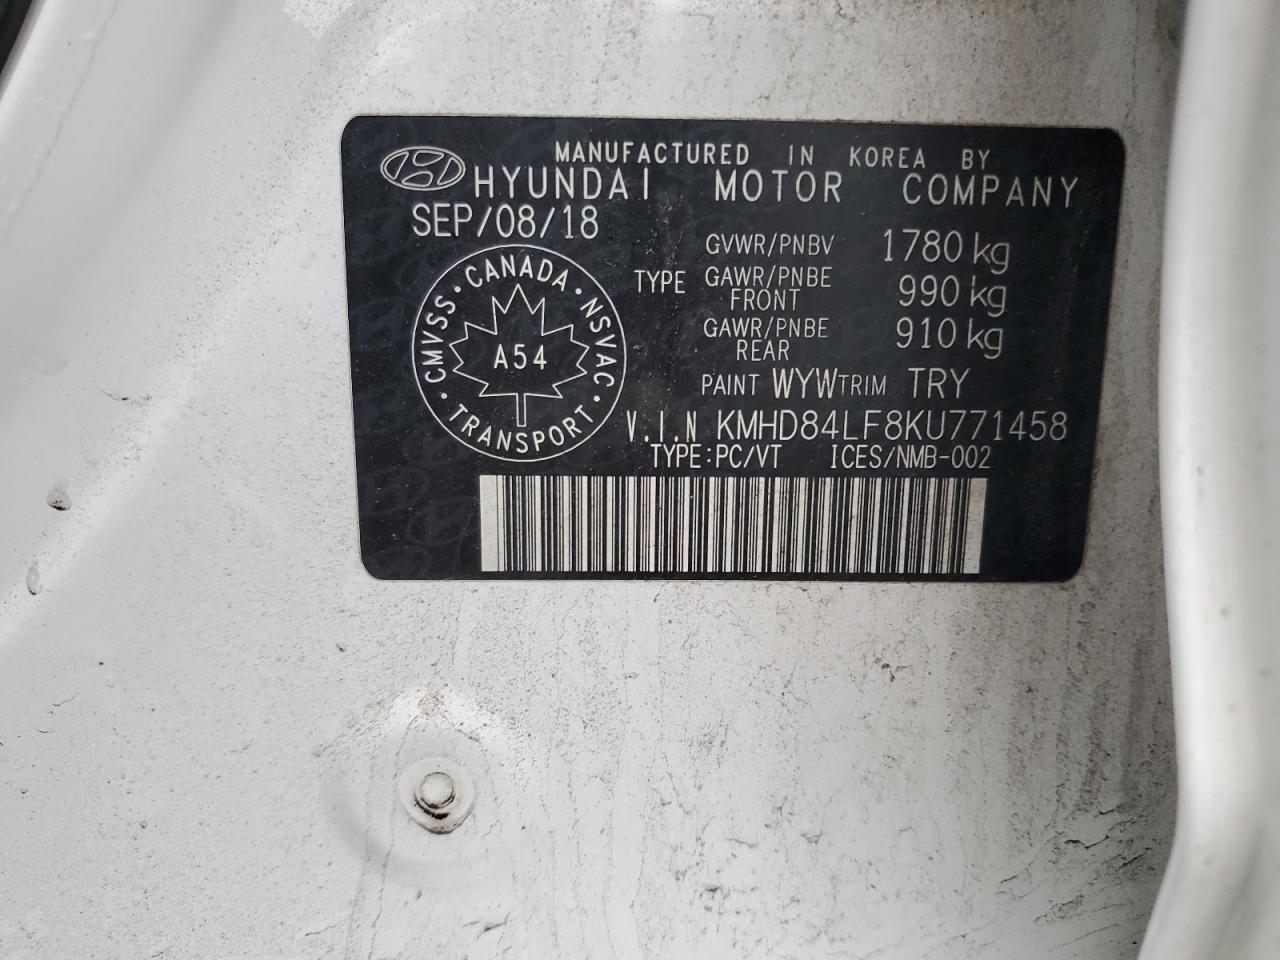 MANUFACTURED IN KOREA BY
HYUNDAI MOTOR COMPANY
SEP/08/18
GVWR/PNBV 1780 kg
TYPE GAWR/PNBE FRONT 990 kg
GAWR/PNBE REAR 910 kg
CMVSS · CANADA · NSVAC · TRANSPORT ·
A54
PAINT WYW TRIM TRY
V.I.N KMHD84LF8KU771458
TYPE:PC/VT ICES/NMB-002